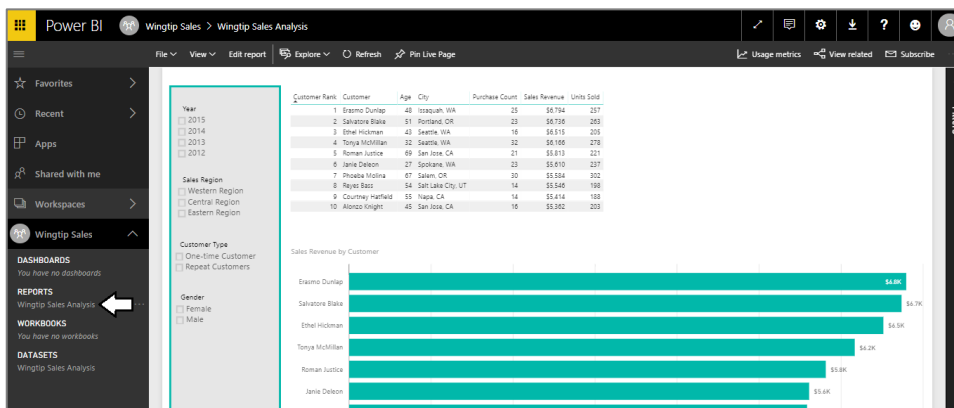 Power BI Wingtip Sales > Wingtip Sales Analysis ?
File View Edit report Explore Refresh Pin Live Page Usage metrics View related Subscribe
Favorites
Recent
Apps
Shared with me
Workspaces
Wingtip Sales
DASHBOARDS
You have no dashboards
REPORTS
Wingtip Sales Analysis ...
WORKBOOKS
You have no workbooks
DATASETS
Wingtip Sales Analysis
Year
2015
2014
2013
2012
Sales Region
Western Region
Central Region
Eastern Region
Customer Type
One-time Customer
Repeat Customers
Gender
Female
Male
Customer Rank Customer Age City Purchase Count Sales Revenue Units Sold
1 Erasmo Dunlap 48 Issaquah, WA 25 $6,794 257
2 Salvatore Blake 51 Portland, OR 23 $6,736 263
3 Ethel Hickman 43 Seattle, WA 16 $6,515 205
4 Tonya McMillan 32 Seattle, WA 32 $6,166 278
5 Roman Justice 69 San Jose, CA 21 $5,813 221
6 Janie Deleon 27 Spokane, WA 23 $5,610 237
7 Phoebe Molina 67 Salem, OR 30 $5,584 302
8 Reyes Bass 54 Salt Lake City, UT 14 $5,546 198
9 Courtney Hatfield 55 Napa, CA 14 $5,414 188
10 Alonzo Knight 45 San Jose, CA 16 $5,362 203
Sales Revenue by Customer
Erasmo Dunlap $6.8K
Salvatore Blake $6.7K
Ethel Hickman $6.5K
Tonya McMillan $6.2K
Roman Justice $5.8K
Janie Deleon $5.6K